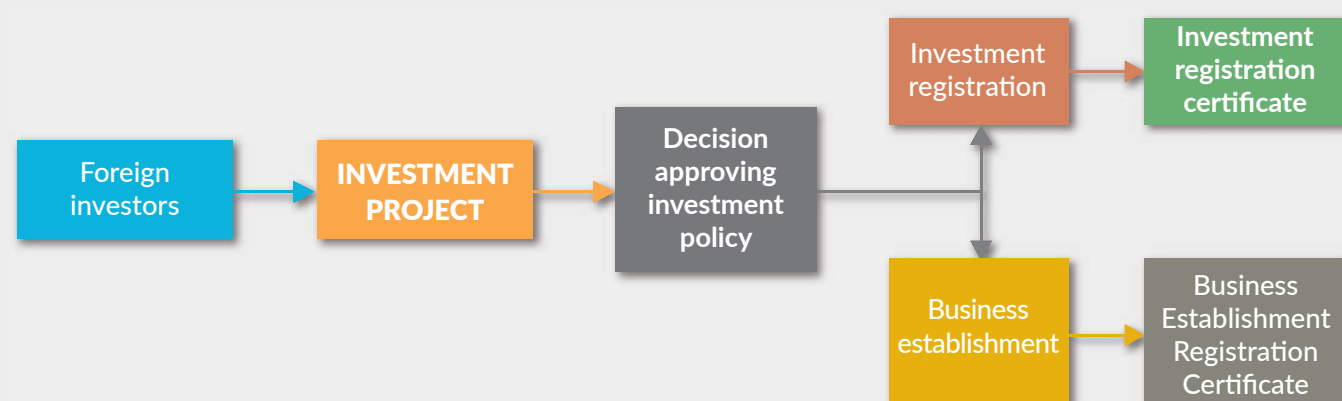 Foreign
investors
INVESTMENT
PROJECT
Decision
approving
investment
policy
Investment
registration
Investment
registration
certificate
Business
establishment
Business
Establishment
Registration
Certificate